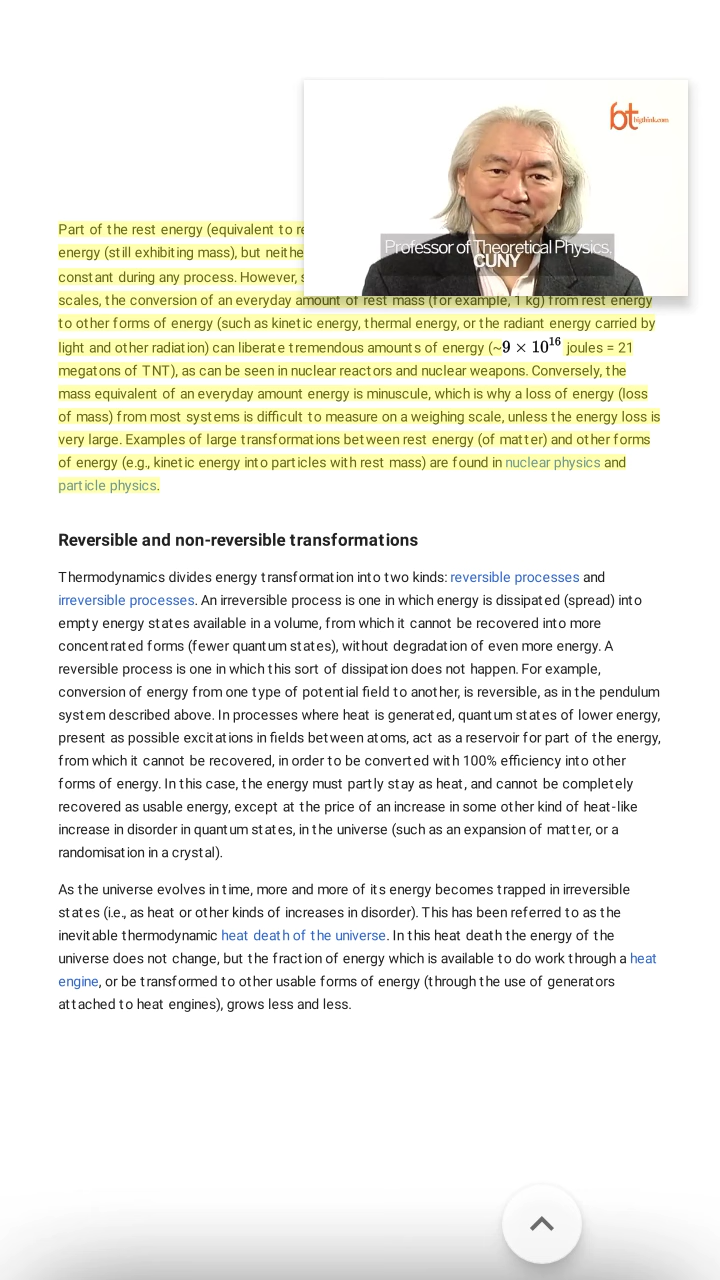 bt bigthink.com
Part of the rest energy (equivalent to re
energy (still exhibiting mass), but neithe
Professor of Theoretical Physics,
CUNY
constant during any process. However, s
scales, the conversion of an everyday amount of rest mass (for example, 1 kg) from rest energy
to other forms of energy (such as kinetic energy, thermal energy, or the radiant energy carried by
light and other radiation) can liberate tremendous amounts of energy (~9 × 10¹⁶ joules = 21
megatons of TNT), as can be seen in nuclear reactors and nuclear weapons. Conversely, the
mass equivalent of an everyday amount energy is minuscule, which is why a loss of energy (loss
of mass) from most systems is difficult to measure on a weighing scale, unless the energy loss is
very large. Examples of large transformations between rest energy (of matter) and other forms
of energy (e.g., kinetic energy into particles with rest mass) are found in nuclear physics and
particle physics.
Reversible and non-reversible transformations
Thermodynamics divides energy transformation into two kinds: reversible processes and
irreversible processes. An irreversible process is one in which energy is dissipated (spread) into
empty energy states available in a volume, from which it cannot be recovered into more
concentrated forms (fewer quantum states), without degradation of even more energy. A
reversible process is one in which this sort of dissipation does not happen. For example,
conversion of energy from one type of potential field to another, is reversible, as in the pendulum
system described above. In processes where heat is generated, quantum states of lower energy,
present as possible excitations in fields between atoms, act as a reservoir for part of the energy,
from which it cannot be recovered, in order to be converted with 100% efficiency into other
forms of energy. In this case, the energy must partly stay as heat, and cannot be completely
recovered as usable energy, except at the price of an increase in some other kind of heat-like
increase in disorder in quantum states, in the universe (such as an expansion of matter, or a
randomisation in a crystal).
As the universe evolves in time, more and more of its energy becomes trapped in irreversible
states (i.e., as heat or other kinds of increases in disorder). This has been referred to as the
inevitable thermodynamic heat death of the universe. In this heat death the energy of the
universe does not change, but the fraction of energy which is available to do work through a heat
engine, or be transformed to other usable forms of energy (through the use of generators
attached to heat engines), grows less and less.